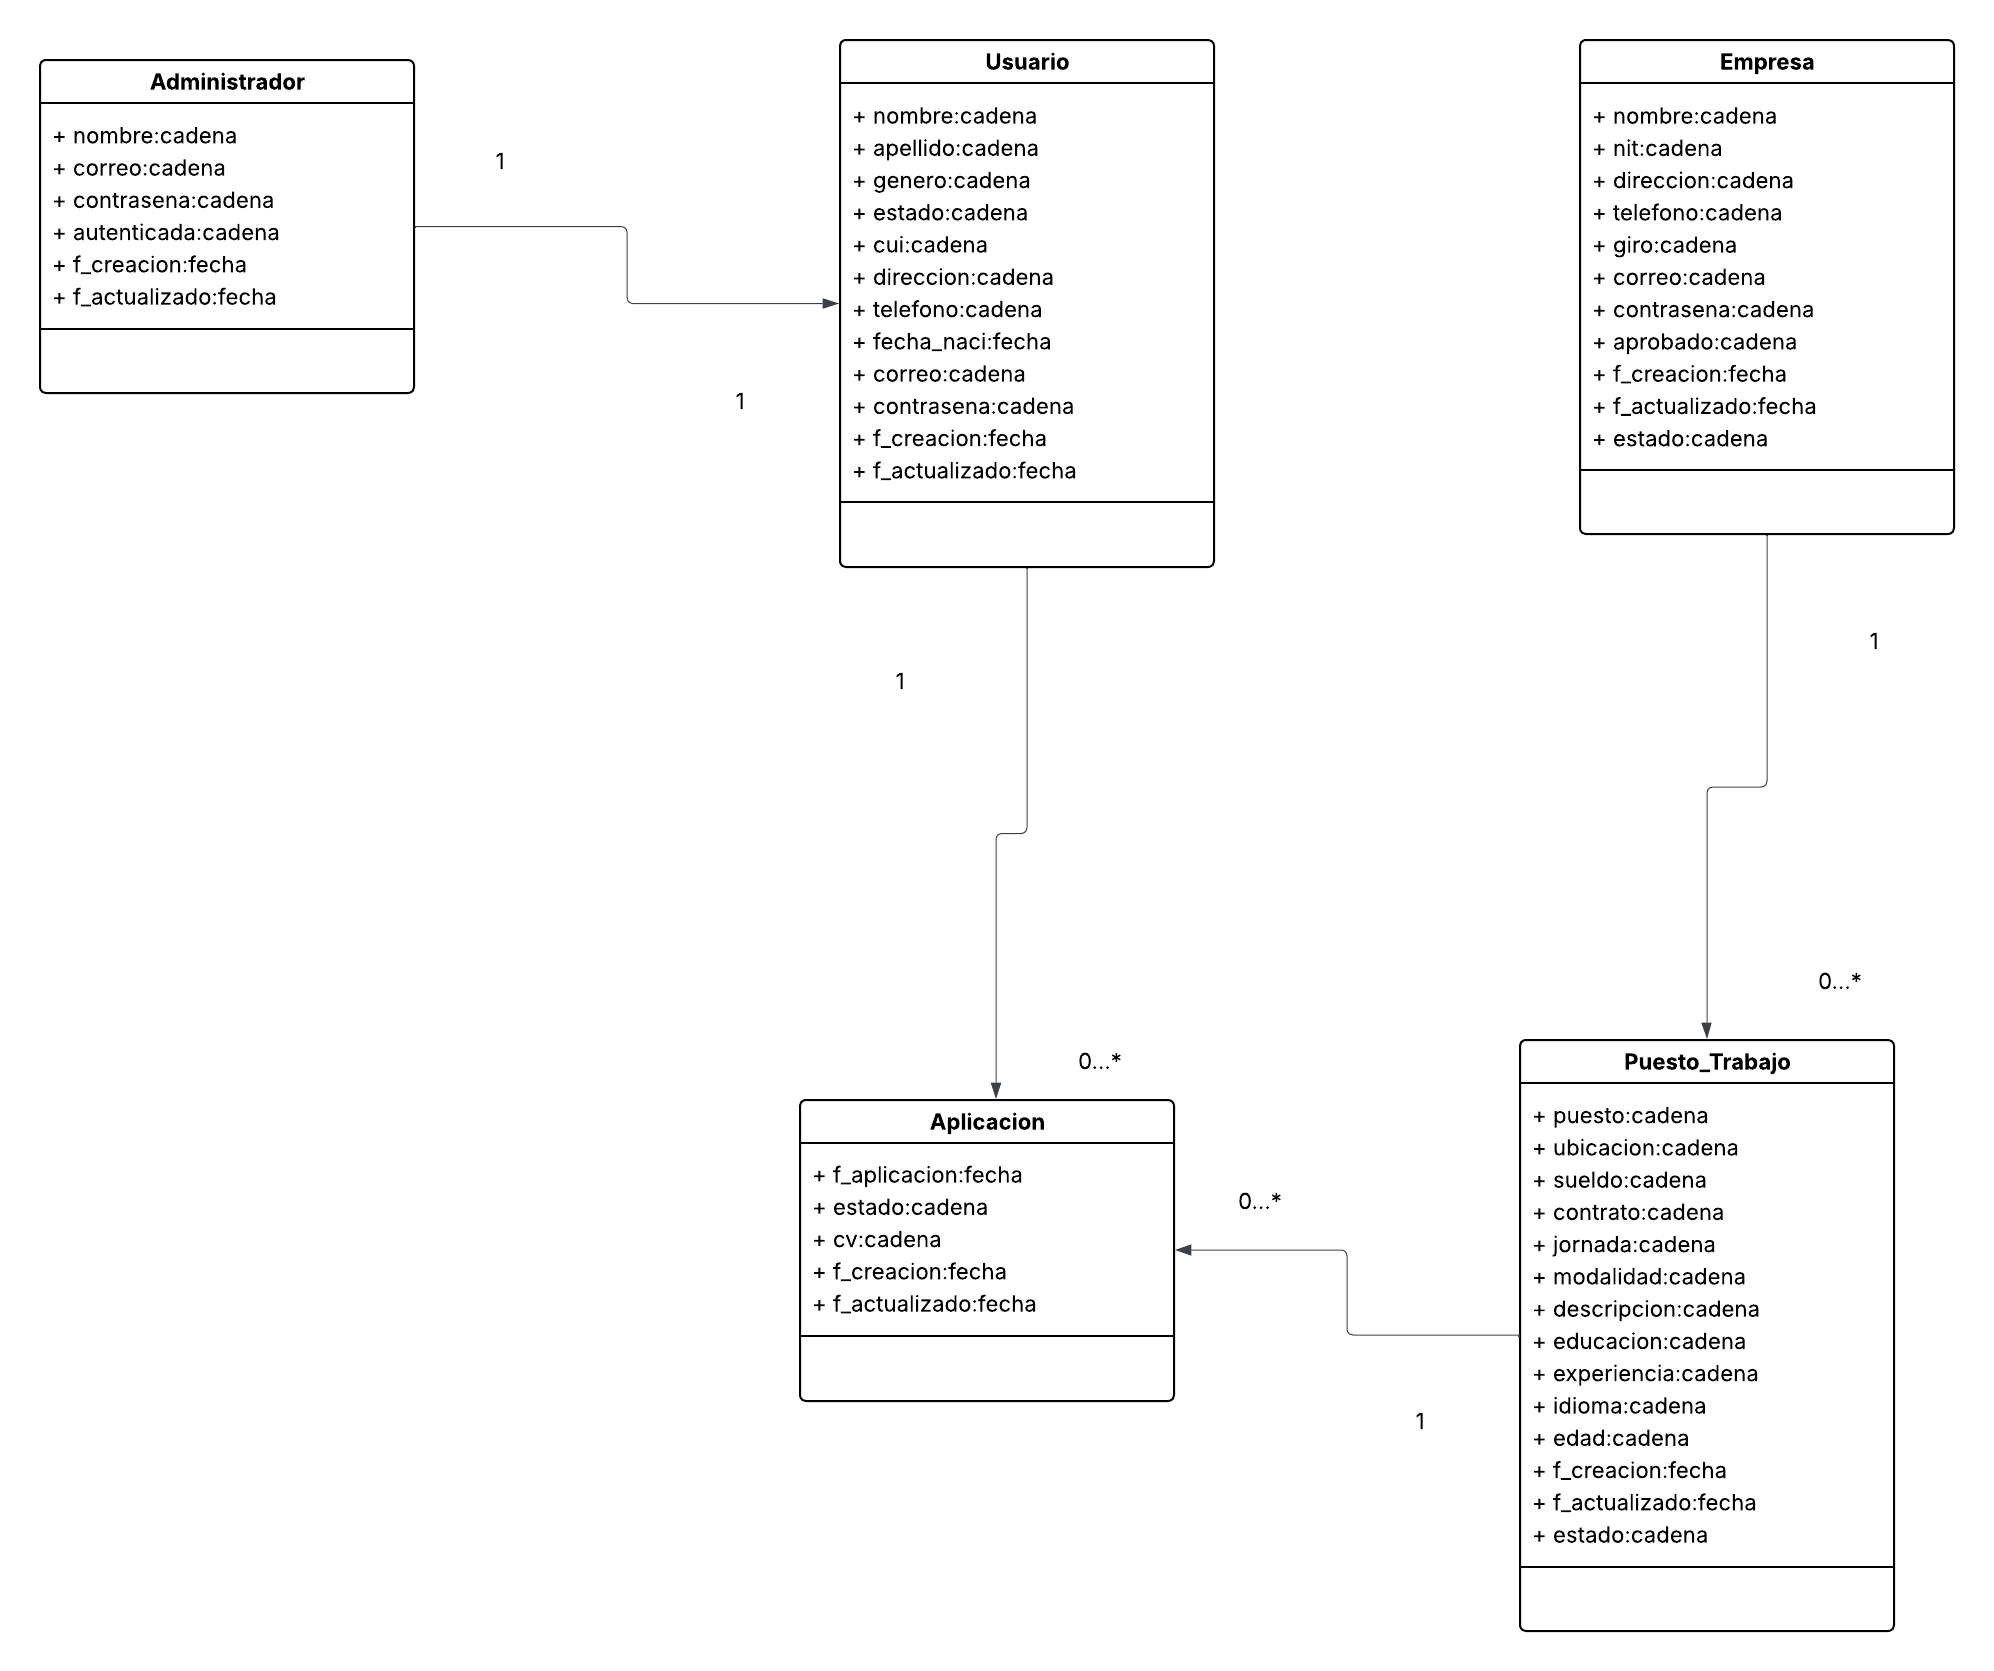 Administrador
+ nombre:cadena
+ correo:cadena
+ contrasena:cadena
+ autenticada:cadena
+ f_creacion:fecha
+ f_actualizado:fecha
1
1
Usuario
+ nombre:cadena
+ apellido:cadena
+ genero:cadena
+ estado:cadena
+ cui:cadena
+ direccion:cadena
+ telefono:cadena
+ fecha_naci:fecha
+ correo:cadena
+ contrasena:cadena
+ f_creacion:fecha
+ f_actualizado:fecha
Empresa
+ nombre:cadena
+ nit:cadena
+ direccion:cadena
+ telefono:cadena
+ giro:cadena
+ correo:cadena
+ contrasena:cadena
+ aprobado:cadena
+ f_creacion:fecha
+ f_actualizado:fecha
+ estado:cadena
1
1
0...*
0...*
Aplicacion
+ f_aplicacion:fecha
+ estado:cadena
+ cv:cadena
+ f_creacion:fecha
+ f_actualizado:fecha
0...*
1
Puesto_Trabajo
+ puesto:cadena
+ ubicacion:cadena
+ sueldo:cadena
+ contrato:cadena
+ jornada:cadena
+ modalidad:cadena
+ descripcion:cadena
+ educacion:cadena
+ experiencia:cadena
+ idioma:cadena
+ edad:cadena
+ f_creacion:fecha
+ f_actualizado:fecha
+ estado:cadena